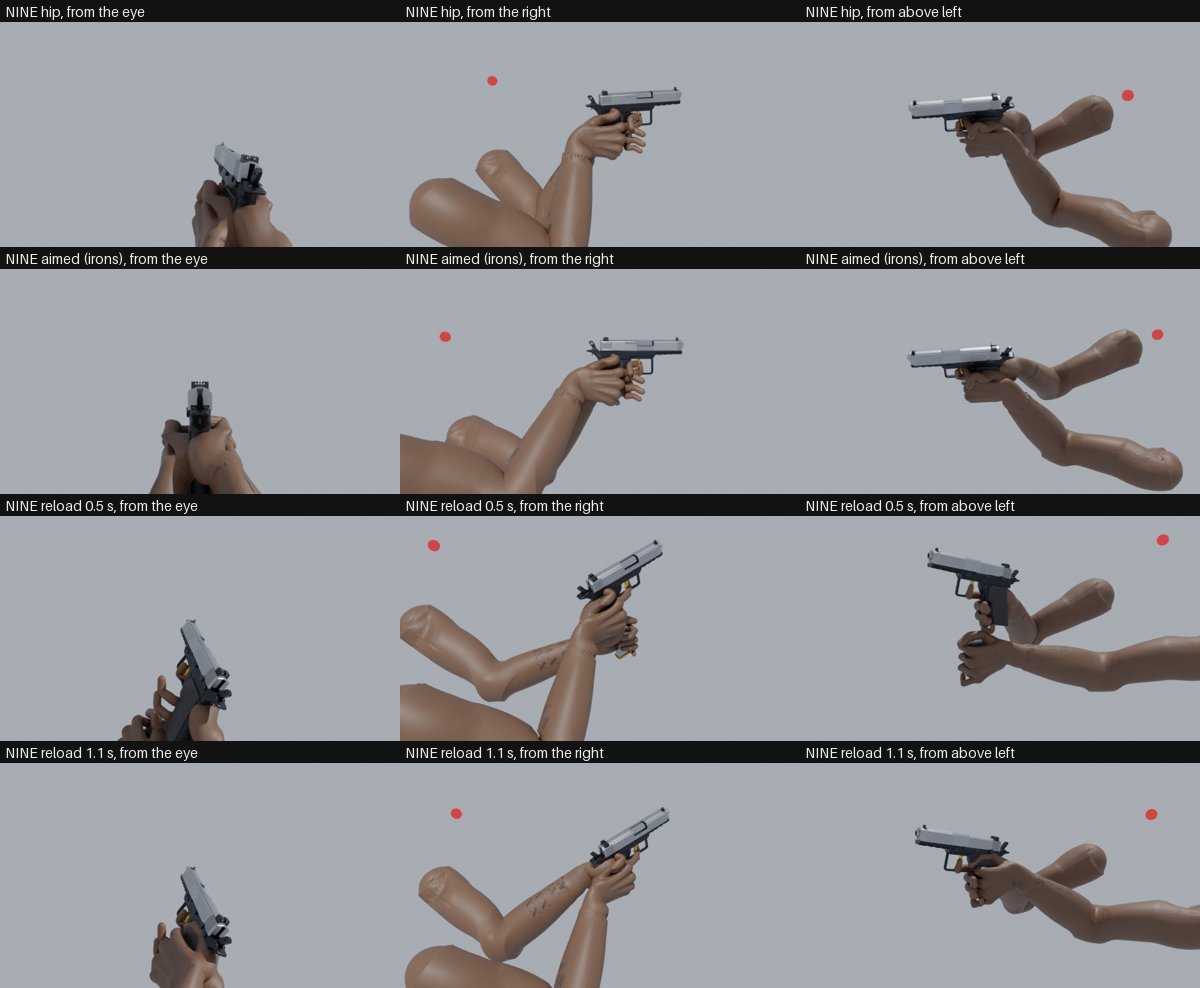 NINE hip, from the eye
NINE hip, from the right
NINE hip, from above left
NINE aimed (irons), from the eye
NINE aimed (irons), from the right
NINE aimed (irons), from above left
NINE reload 0.5 s, from the eye
NINE reload 0.5 s, from the right
NINE reload 0.5 s, from above left
NINE reload 1.1 s, from the eye
NINE reload 1.1 s, from the right
NINE reload 1.1 s, from above left